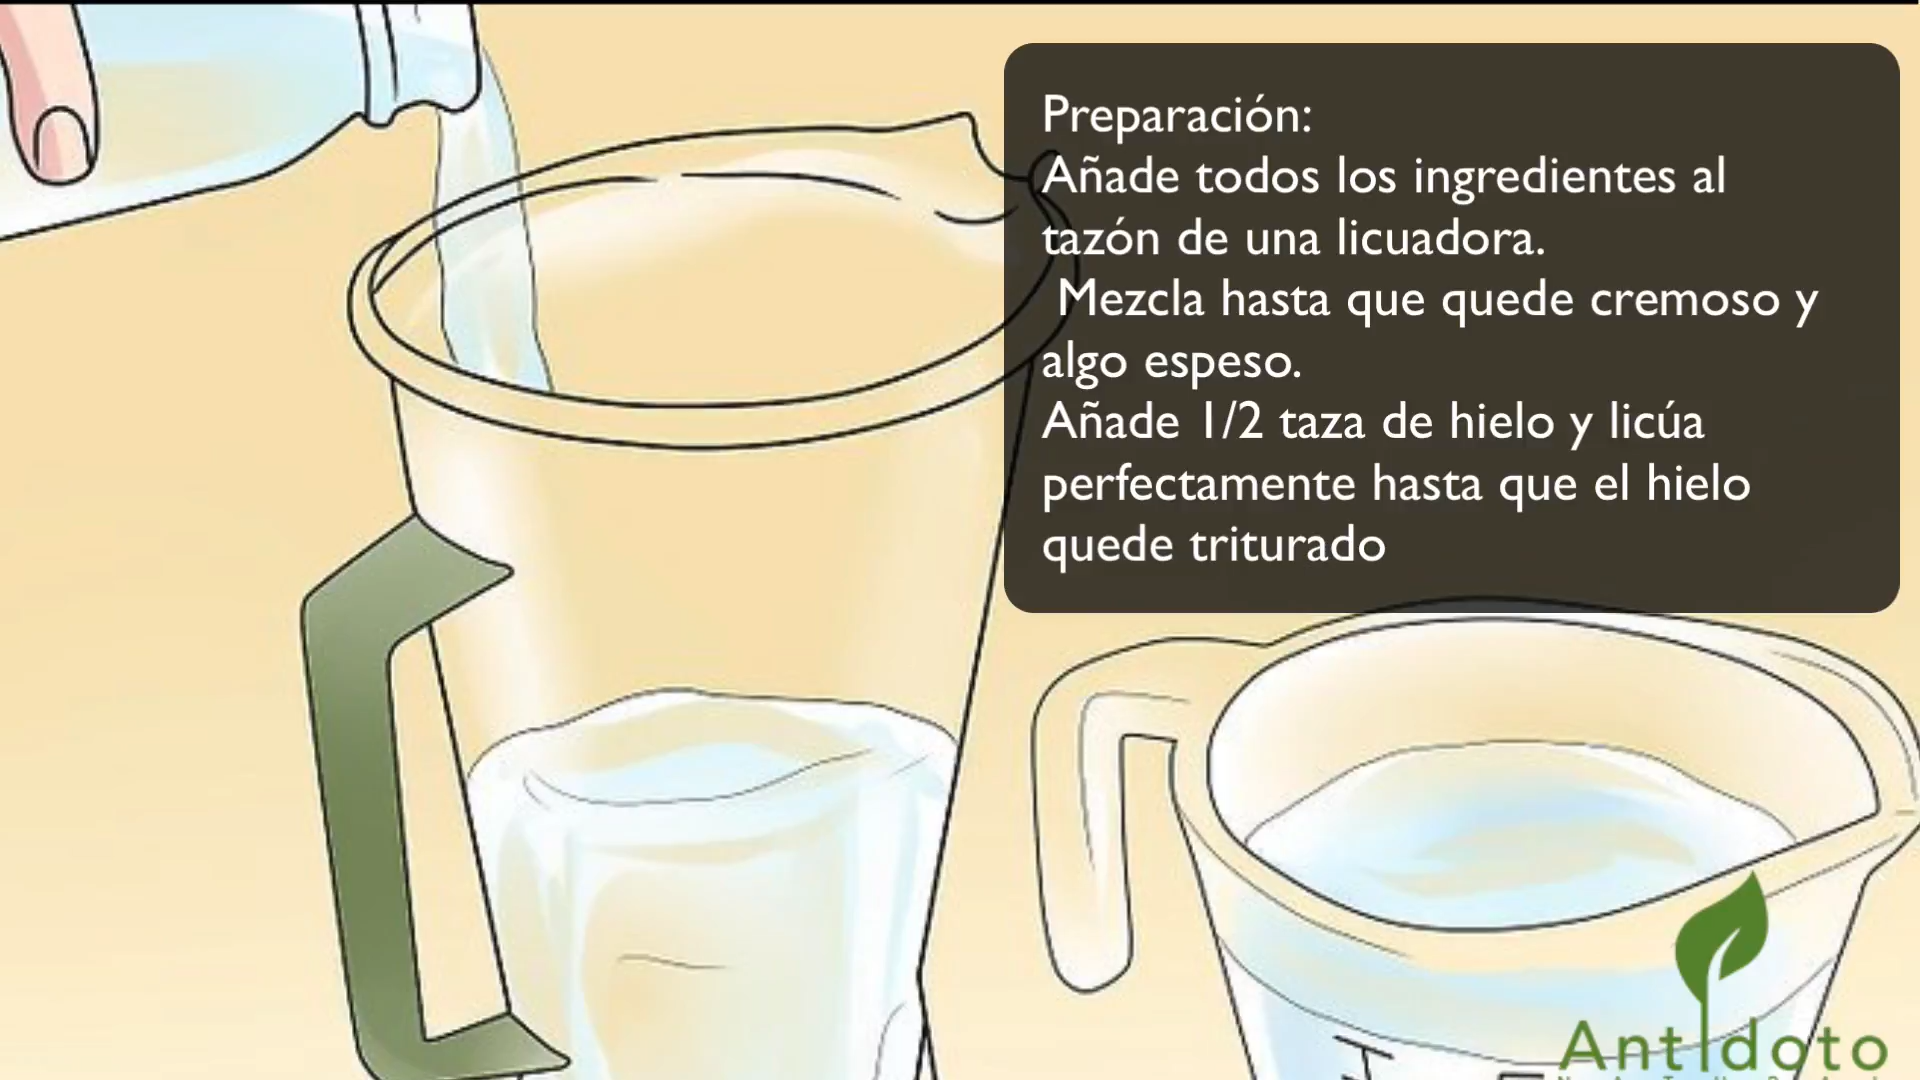 Preparación:
Añade todos los ingredientes al
tazón de una licuadora.
Mezcla hasta que quede cremoso y
algo espeso.
Añade 1/2 taza de hielo y licúa
perfectamente hasta que el hielo
quede triturado
Antidoto